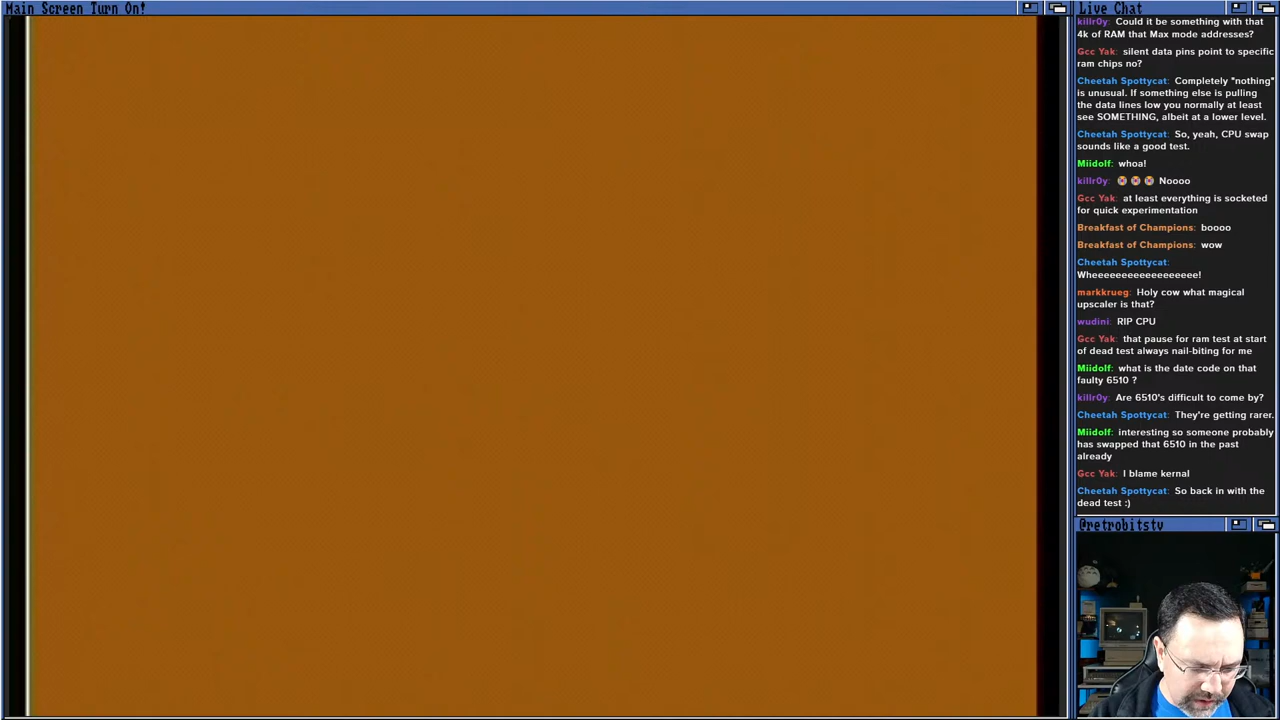 Main Screen Turn On!
Live Chat
killr0y: Could it be something with that
4k of RAM that Max mode addresses?
Gcc Yak: silent data pins point to specific
ram chips no?
Cheetah Spottycat: Completely "nothing"
is unusual. If something else is pulling
the data lines low you normally at least
see SOMETHING, albeit at a lower level.
Cheetah Spottycat: So, yeah, CPU swap
sounds like a good test.
Miidolf: whoa!
killr0y: Noooo
Gcc Yak: at least everything is socketed
for quick experimentation
Breakfast of Champions: boooo
Breakfast of Champions: wow
Cheetah Spottycat:
Wheeeeeeeeeeeeeeeee!
markkrueg: Holy cow what magical
upscaler is that?
wudini: RIP CPU
Gcc Yak: that pause for ram test at start
of dead test always nail-biting for me
Miidolf: what is the date code on that
faulty 6510 ?
killr0y: Are 6510's difficult to come by?
Cheetah Spottycat: They're getting rarer.
Miidolf: interesting so someone probably
has swapped that 6510 in the past
already
Gcc Yak: I blame kernal
Cheetah Spottycat: So back in with the
dead test :)
@retrobitstv